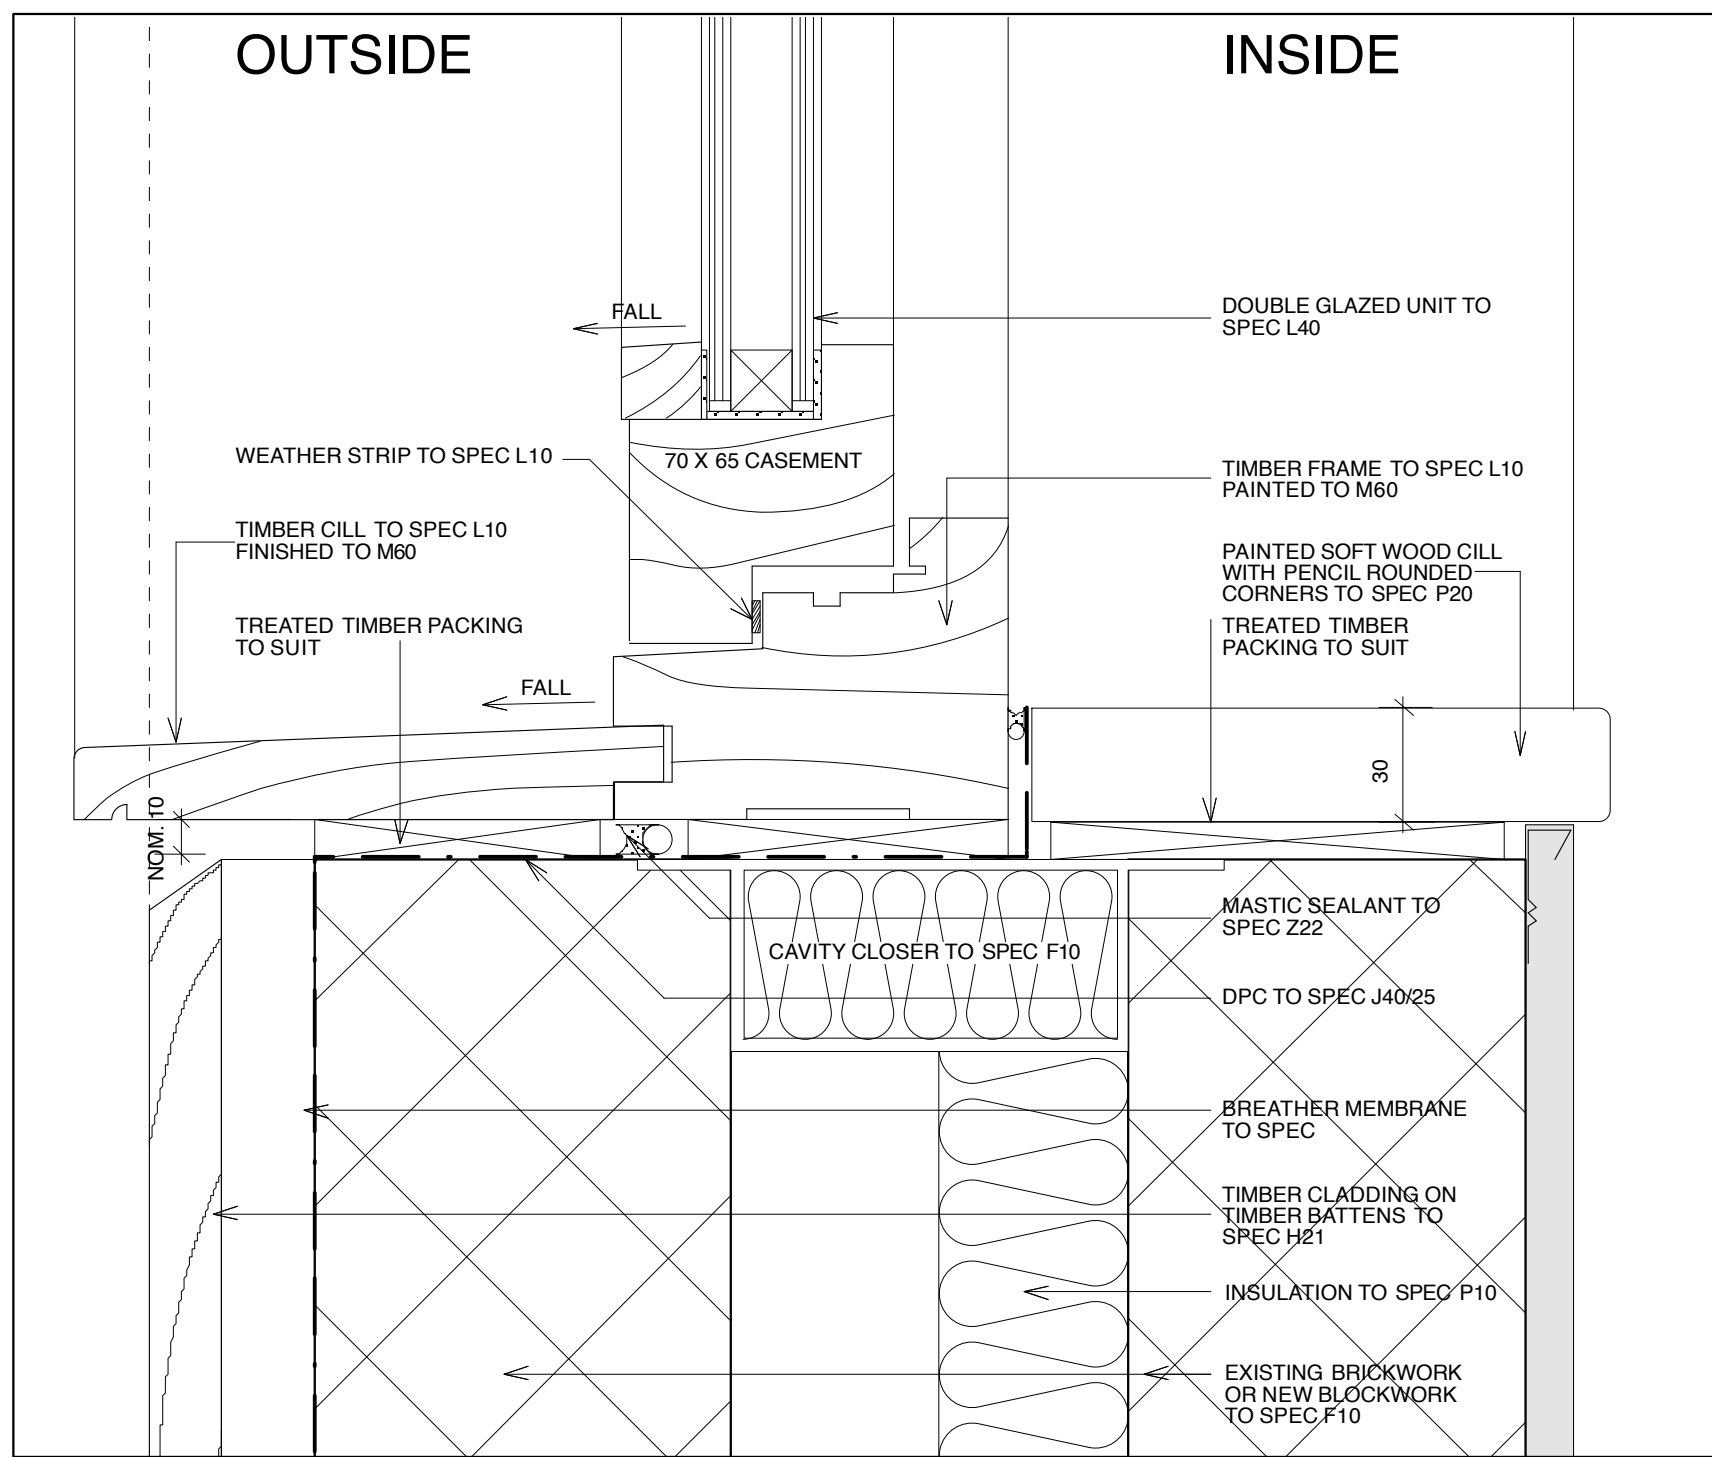 OUTSIDE
INSIDE
FALL
DOUBLE GLAZED UNIT TO
SPEC L40
WEATHER STRIP TO SPEC L10
70 X 65 CASEMENT
TIMBER FRAME TO SPEC L10
PAINTED TO M60
TIMBER CILL TO SPEC L10
FINISHED TO M60
PAINTED SOFT WOOD CILL
WITH PENCIL ROUNDED
CORNERS TO SPEC P20
TREATED TIMBER PACKING
TO SUIT
TREATED TIMBER
PACKING TO SUIT
FALL
30
NOM. 10
MASTIC SEALANT TO
SPEC Z22
CAVITY CLOSER TO SPEC F10
DPC TO SPEC J40/25
BREATHER MEMBRANE
TO SPEC
TIMBER CLADDING ON
TIMBER BATTENS TO
SPEC H21
INSULATION TO SPEC P10
EXISTING BRICKWORK
OR NEW BLOCKWORK
TO SPEC F10